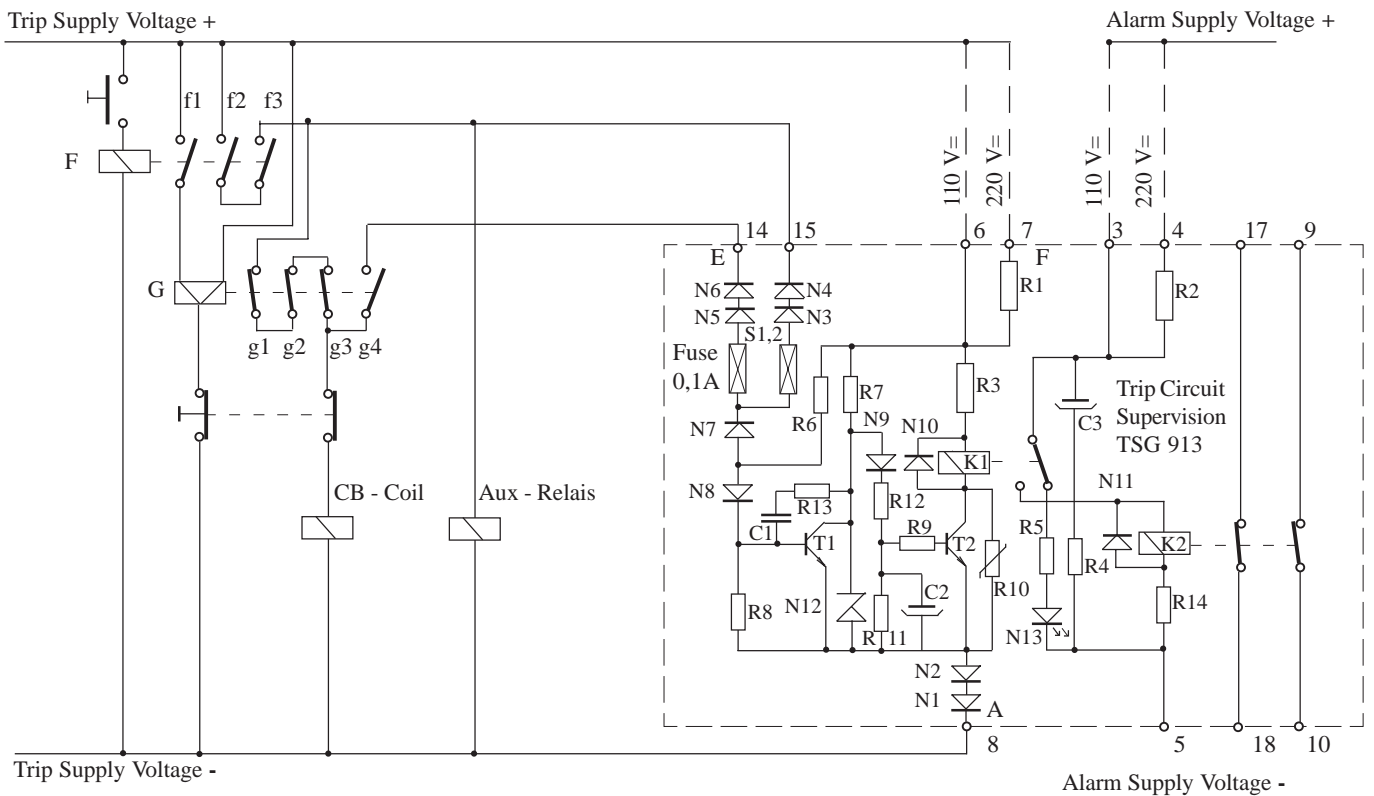 Trip Supply Voltage +
Alarm Supply Voltage +
f1
f2
f3
F
110 V=
220 V=
110 V=
220 V=
14
15
6
7
3
4
17
9
E
F
G
N6
N4
R1
R2
N5
N3
g1
g2
g3
g4
S1,2
Fuse
0,1A
R7
R3
Trip Circuit
Supervision
TSG 913
R6
N9
N10
C3
N7
K1
CB - Coil
Aux - Relais
N8
R13
R12
N11
C1
T1
R9
T2
R5
K2
R4
R10
R8
N12
C2
R14
R 11
N13
N2
N1
A
8
5
18
10
Trip Supply Voltage -
Alarm Supply Voltage -